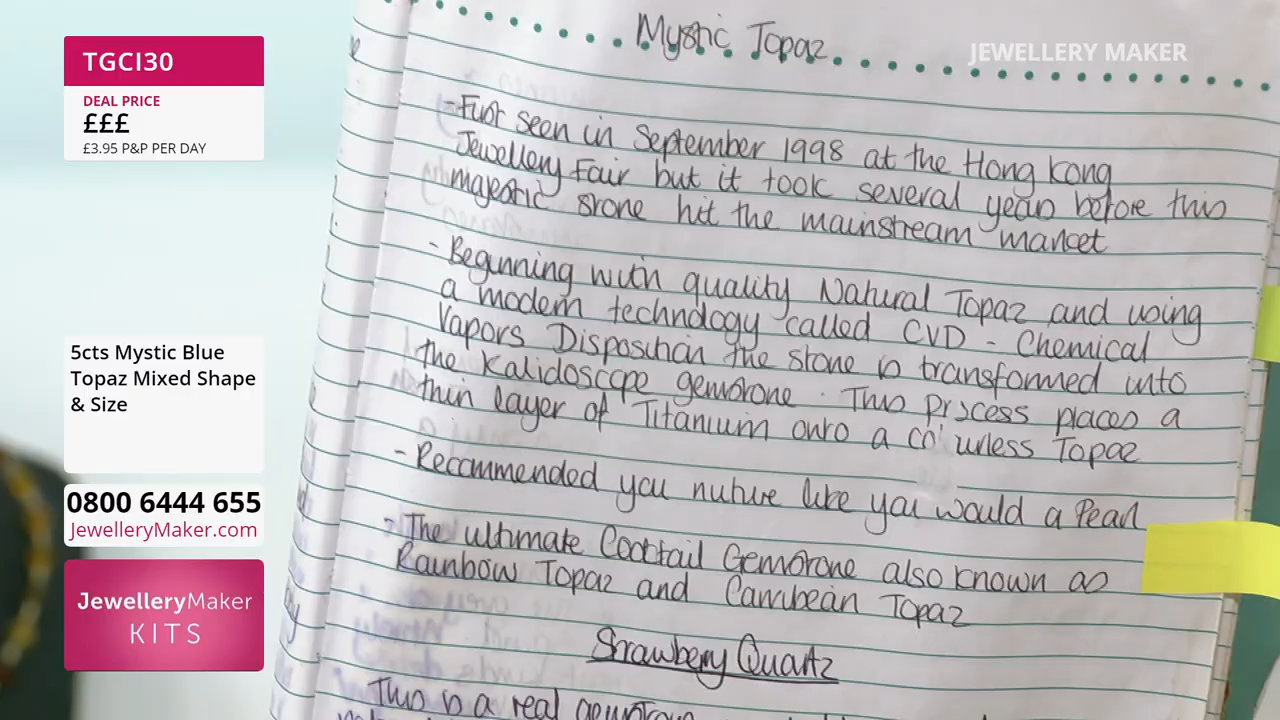 TGCI30
DEAL PRICE
£££
£3.95 P&P PER DAY
5cts Mystic Blue
Topaz Mixed Shape
& Size
0800 6444 655
JewelleryMaker.com
JewelleryMaker
KITS
JEWELLERY MAKER
Mystic Topaz
- First seen in September 1998 at the Hong Kong
Jewellery Fair but it took several years before this
majestic stone hit the mainstream market
- Beginning with quality Natural Topaz and using
a modern technology called CVD - Chemical
Vapors Disposition the stone is transformed into
the Kalidoscope gemstone. This process places a
thin layer of Titanium onto a colourless Topaz
- Recommended you nuture like you would a Pearl
- The ultimate Cocktail Gemstone also known as
Rainbow Topaz and Carribean Topaz
Strawberry Quartz
This is a real gemstone